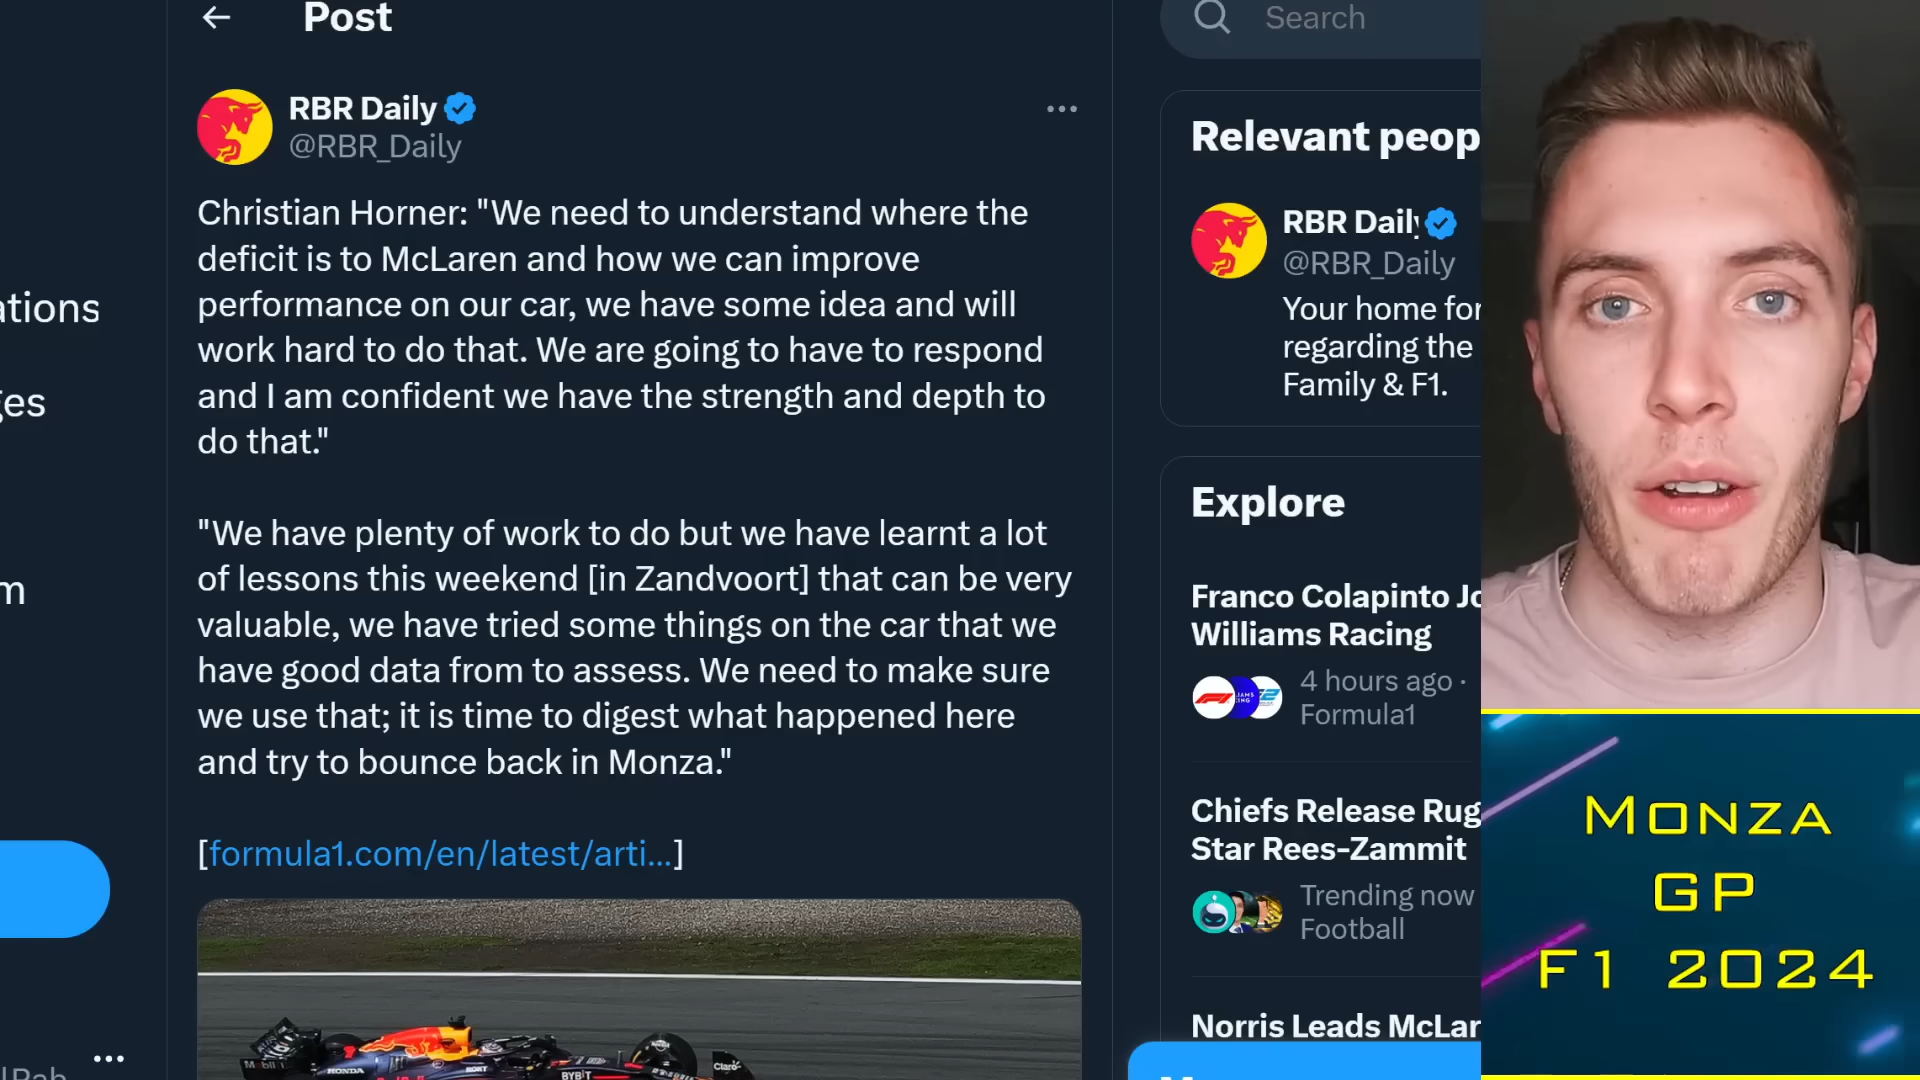 Post
Search
RBR Daily
@RBR_Daily
Christian Horner: "We need to understand where the
deficit is to McLaren and how we can improve
performance on our car, we have some idea and will
work hard to do that. We are going to have to respond
and I am confident we have the strength and depth to
do that."
"We have plenty of work to do but we have learnt a lot
of lessons this weekend [in Zandvoort] that can be very
valuable, we have tried some things on the car that we
have good data from to assess. We need to make sure
we use that; it is time to digest what happened here
and try to bounce back in Monza."
[formula1.com/en/latest/arti...]
HONDA
BYBIT
Claro
ations
ges
m
Relevant peop
RBR Daily
@RBR_Daily
Your home for
regarding the
Family & F1.
Explore
Franco Colapinto Jo
Williams Racing
4 hours ago ·
Formula1
Chiefs Release Rug
Star Rees-Zammit
Trending now
Football
Norris Leads McLar
MONZA
GP
F1 2024